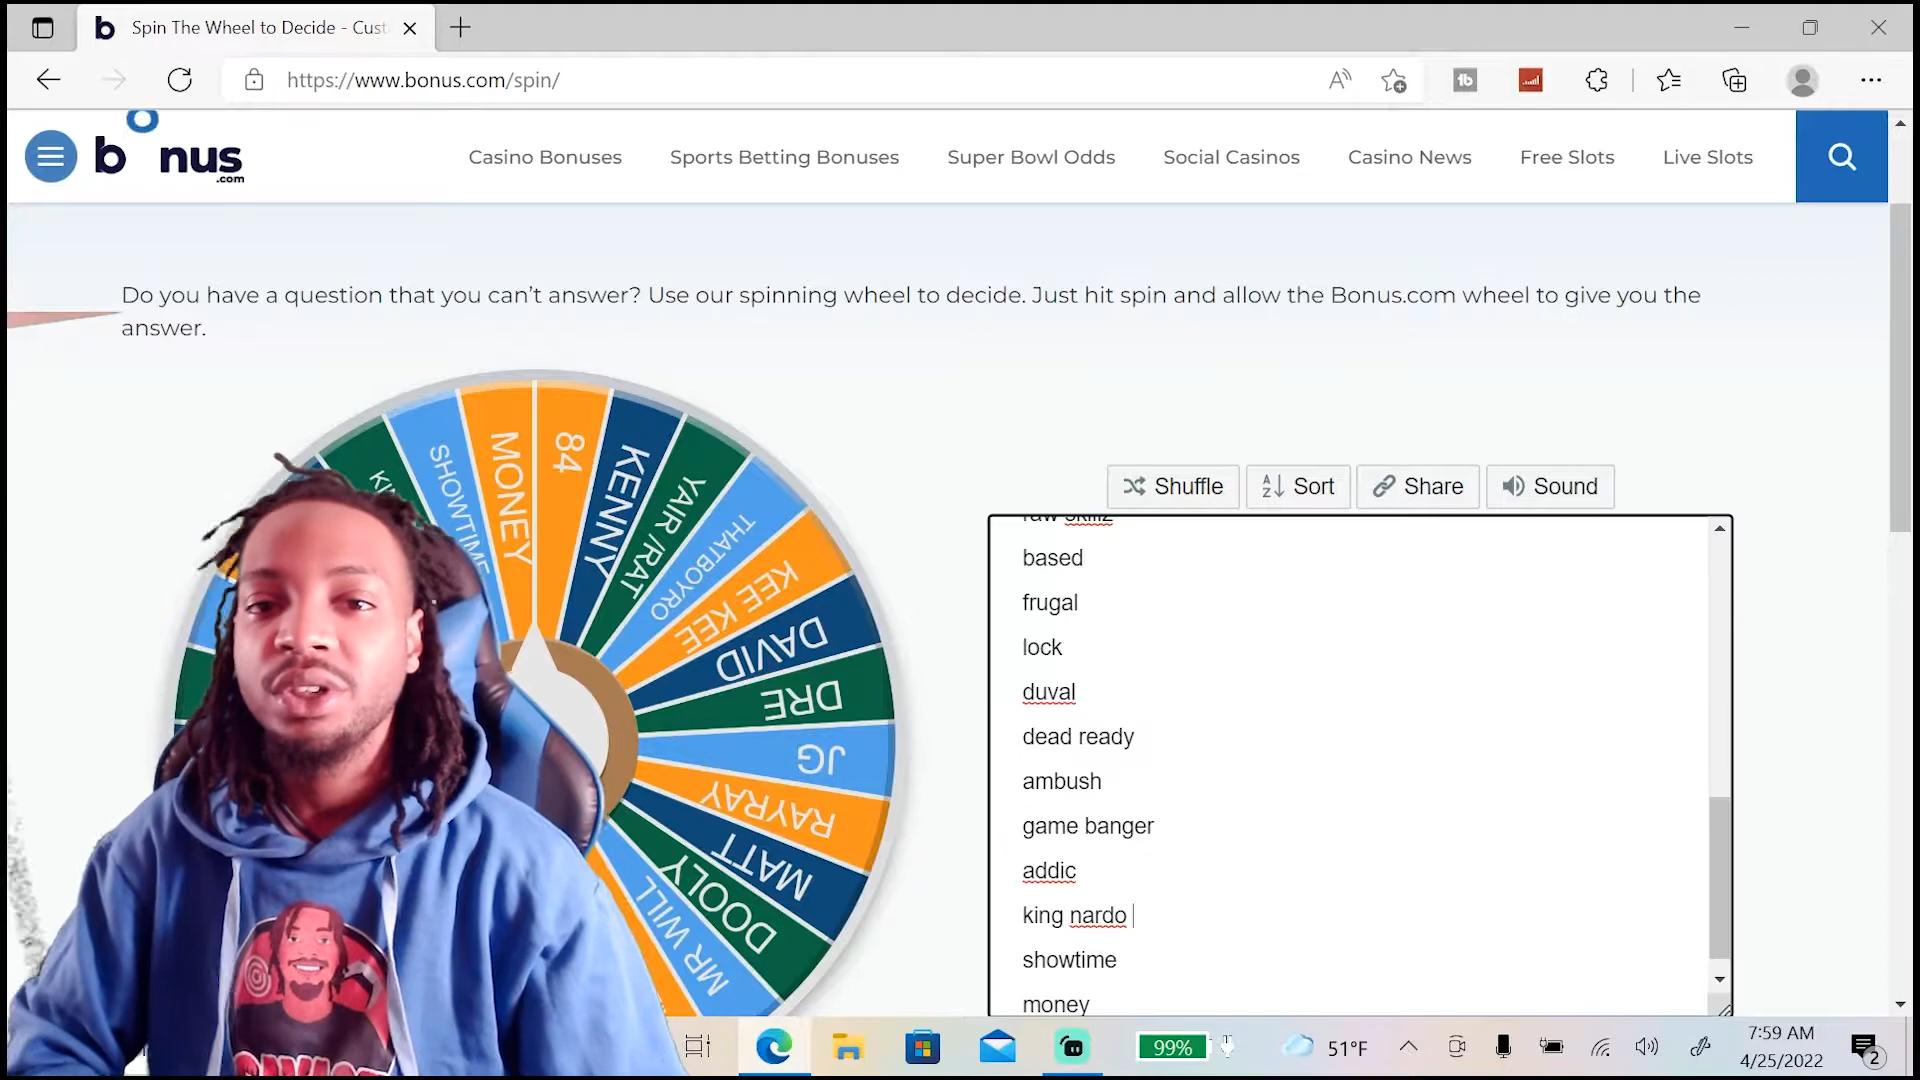 Spin The Wheel to Decide - Cust
https://www.bonus.com/spin/
bonus
.com
Casino Bonuses
Sports Betting Bonuses
Super Bowl Odds
Social Casinos
Casino News
Free Slots
Live Slots
Do you have a question that you can't answer? Use our spinning wheel to decide. Just hit spin and allow the Bonus.com wheel to give you the
answer.
SHOWTIME
MONEY
84
KENNY
YAIR /RAT
THATBOYRO
KEE KEE
DAVID
DRE
JG
RAYRAY
MATT
DOOLY
MR WILL
Shuffle
Sort
Share
Sound
raw skillz
based
frugal
lock
duval
dead ready
ambush
game banger
addic
king nardo
showtime
money
99%
51°F
7:59 AM
4/25/2022
2